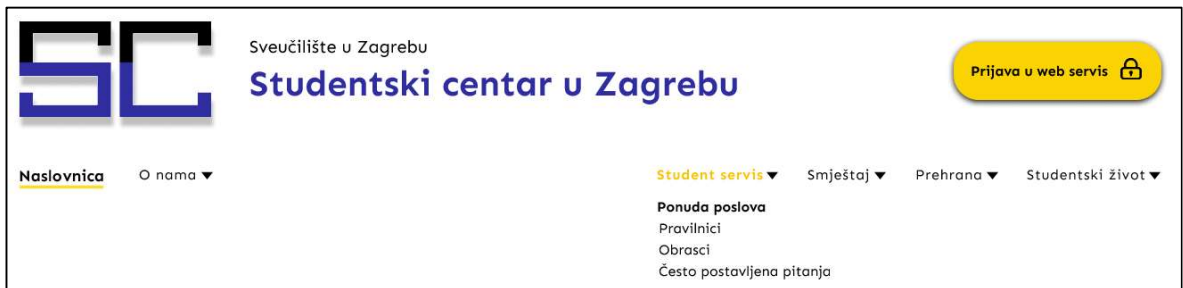 SC
Sveučilište u Zagrebu
Studentski centar u Zagrebu
Prijava u web servis
Naslovnica O nama Student servis Smještaj Prehrana Studentski život
Ponuda poslova
Pravilnici
Obrasci
Često postavljena pitanja